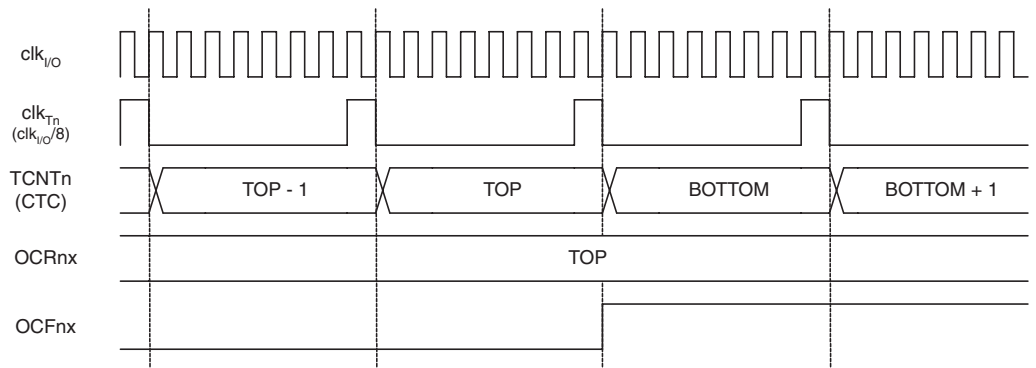 clkI/O
clkTn
(clkI/O/8)
TCNTn
(CTC)
TOP - 1
TOP
BOTTOM
BOTTOM + 1
OCRnx
TOP
OCFnx